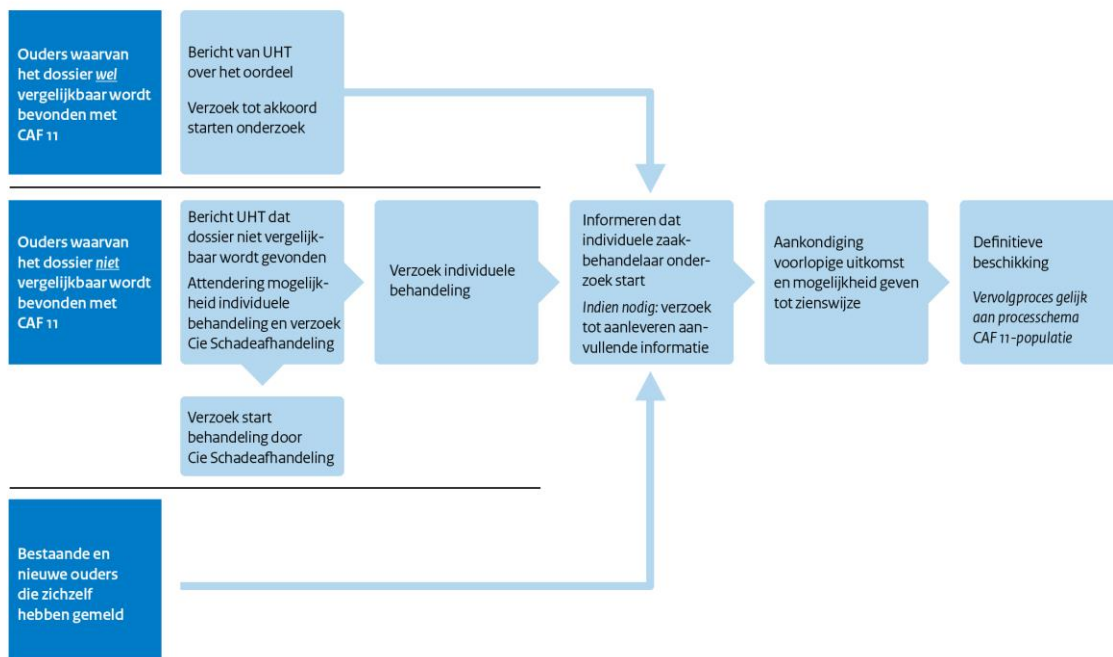 Ouders waarvan
het dossier wel
vergelijkbaar wordt
bevonden met
CAF 11
Bericht van UHT
over het oordeel
Verzoek tot akkoord
starten onderzoek
Ouders waarvan
het dossier niet
vergelijkbaar wordt
bevonden met
CAF 11
Bericht UHT dat
dossier niet vergelijk-
baar wordt gevonden
Attendering mogelijk-
heid individuele
behandeling en verzoek
Cie Schadeafhandeling
Verzoek individuele
behandeling
Informeren dat
individuele zaak-
behandelaar onder-
zoek start
Indien nodig: verzoek
tot aanleveren aan-
vullende informatie
Aankondiging
voorlopige uitkomst
en mogelijkheid geven
tot zienswijze
Definitieve
beschikking
Vervolgproces gelijk
aan processchema
CAF 11-populatie
Verzoek start
behandeling door
Cie Schadeafhandeling
Bestaande en
nieuwe ouders
die zichzelf
hebben gemeld